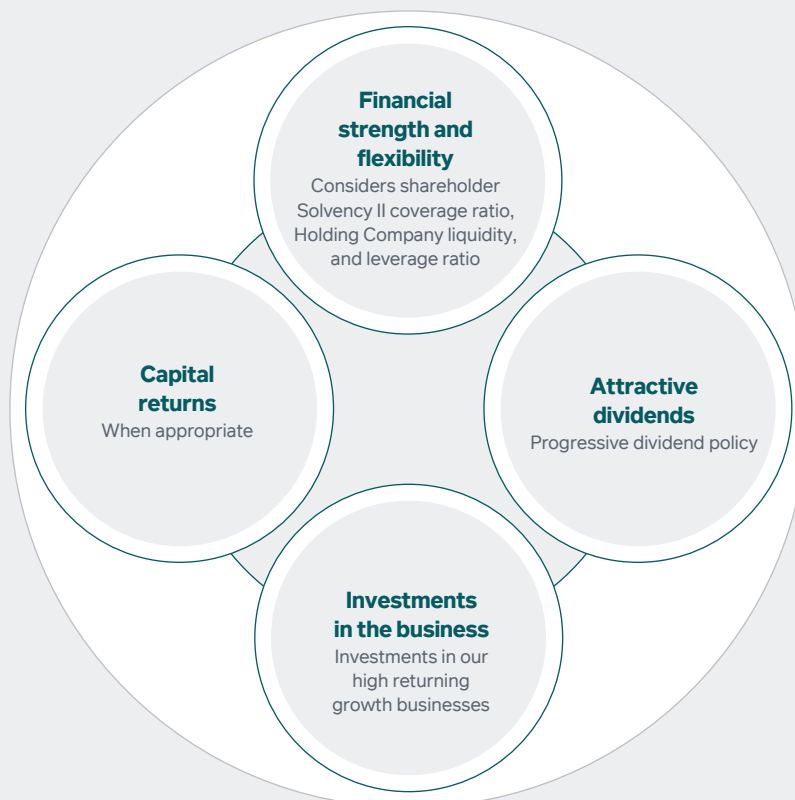 Financial
strength and
flexibility
Considers shareholder
Solvency II coverage ratio,
Holding Company liquidity,
and leverage ratio
Capital
returns
When appropriate
Attractive
dividends
Progressive dividend policy
Investments
in the business
Investments in our
high returning
growth businesses